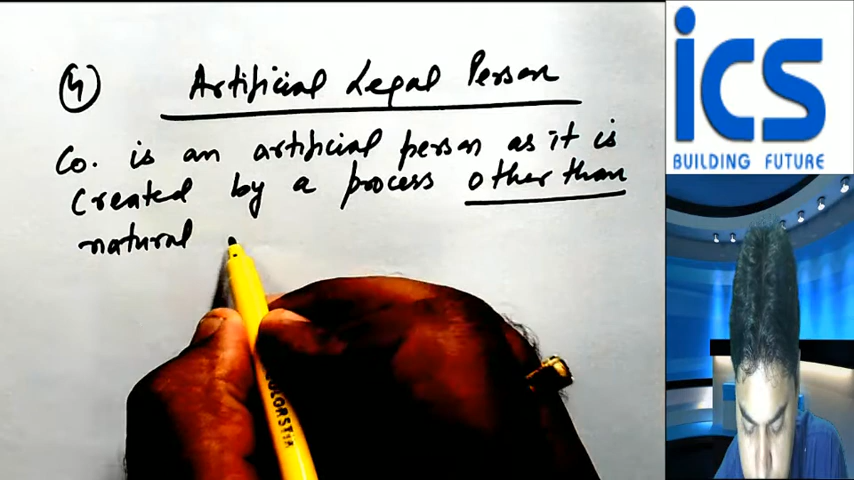 (4) Artificial Legal Person
Co. is an artificial person as it is
created by a process other than
natural
ics
BUILDING FUTURE
COLORSTIX